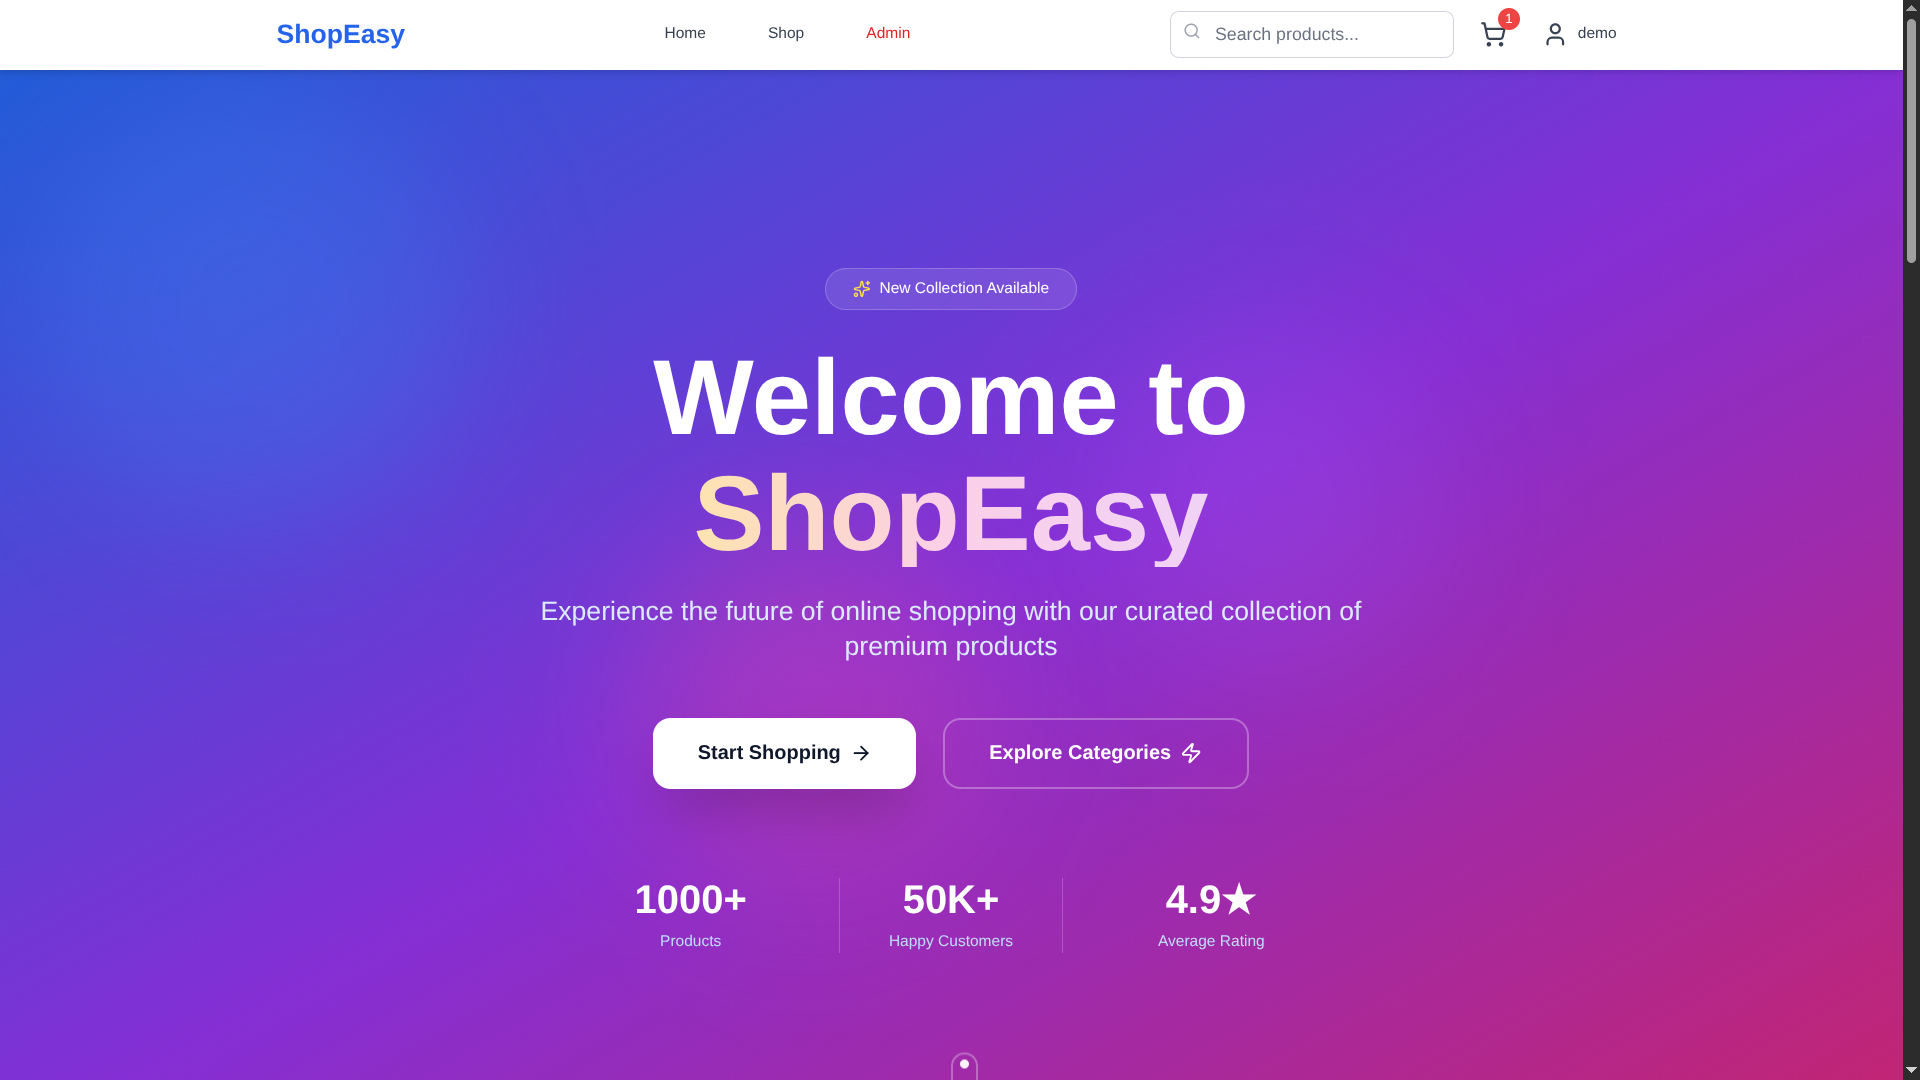 ShopEasy
Home
Shop
Admin
Search products...
1
demo
New Collection Available
Welcome to
ShopEasy
Experience the future of online shopping with our curated collection of
premium products
Start Shopping
Explore Categories
1000+
Products
50K+
Happy Customers
4.9★
Average Rating